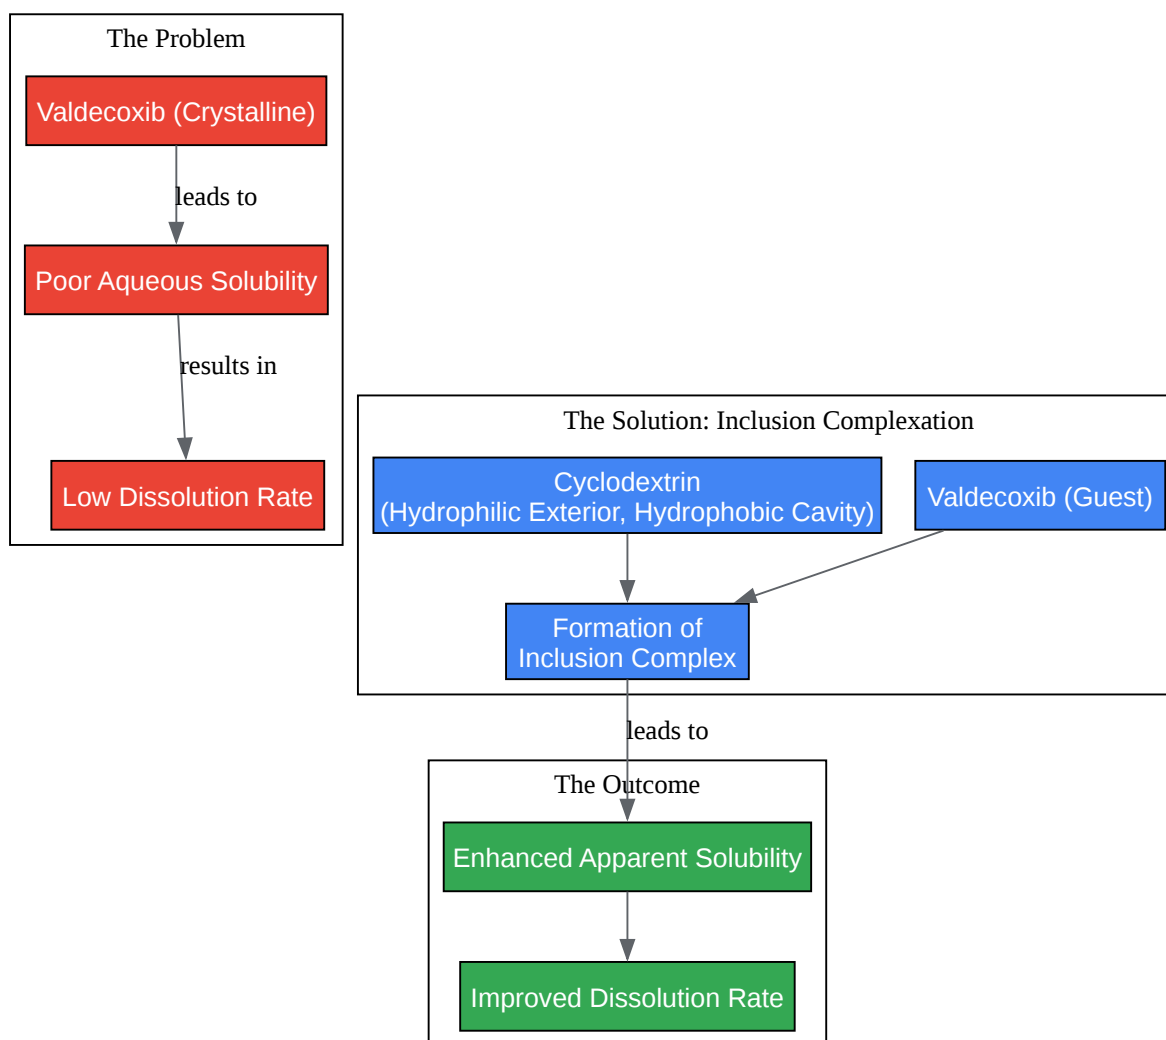 The Problem
Valdecoxib (Crystalline)
leads to
Poor Aqueous Solubility
results in
Low Dissolution Rate
The Solution: Inclusion Complexation
Cyclodextrin
(Hydrophilic Exterior, Hydrophobic Cavity)
Valdecoxib (Guest)
Formation of
Inclusion Complex
leads to
The Outcome
Enhanced Apparent Solubility
Improved Dissolution Rate